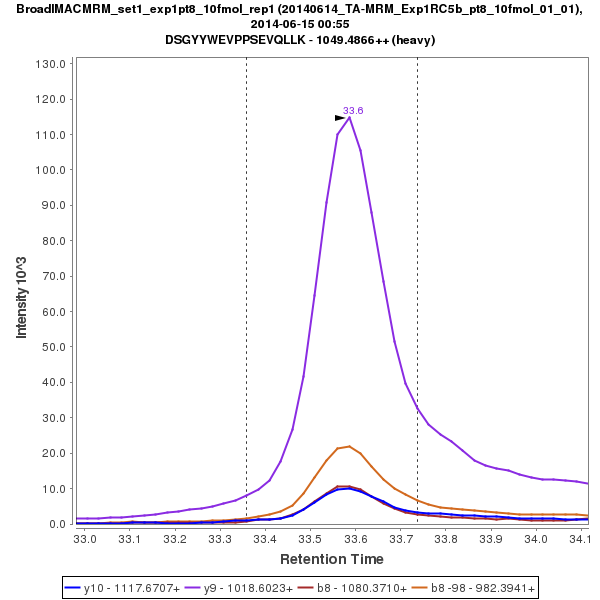 BroadIMACMRM_set1_exp1pt8_10fmol_rep1 (20140614_TA-MRM_Exp1RC5b_pt8_10fmol_01_01),
2014-06-15 00:55
DSGYYWEVPPSEVQLLK - 1049.4866++ (heavy)
130.0
120.0
110.0
100.0
90.0
80.0
70.0
60.0
50.0
40.0
30.0
20.0
10.0
0.0
Intensity 10^3
33.6
33.0 33.1 33.2 33.3 33.4 33.5 33.6 33.7 33.8 33.9 34.0 34.1
Retention Time
y10 - 1117.6707+ y9 - 1018.6023+ b8 - 1080.3710+ b8 -98 - 982.3941+